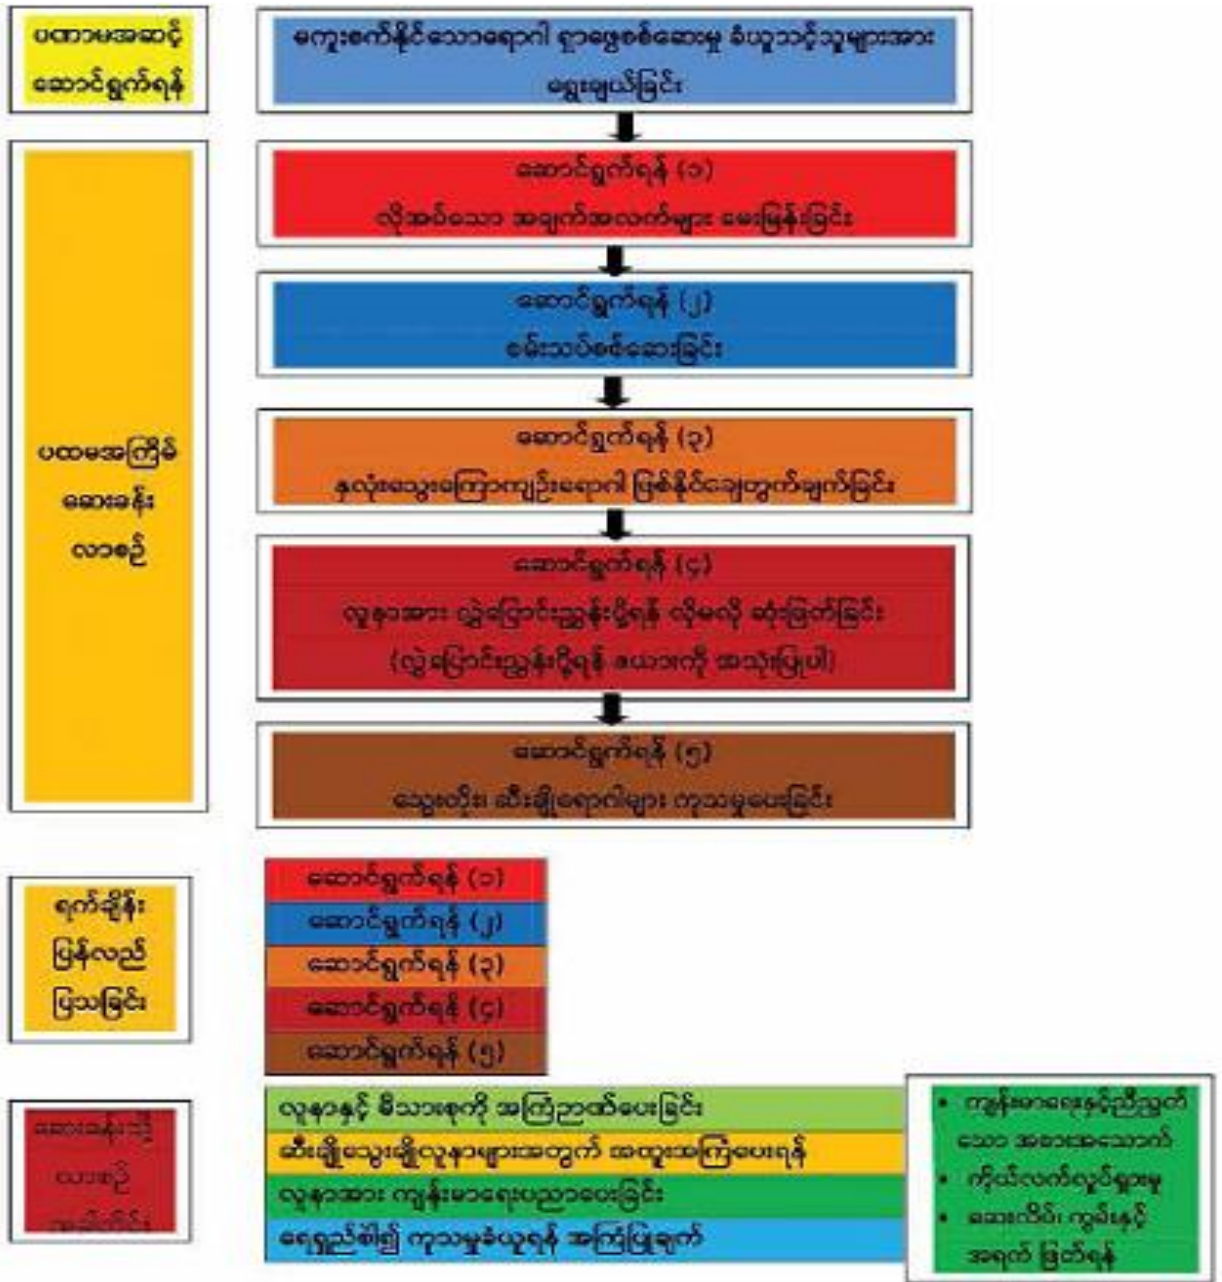 ပဏာမအဆင့်
ဆောင်ရွက်ရန်
မကူးစက်နိုင်သောရောဂါ ရှာဖွေစစ်ဆေးမှု ခံယူသင့်သူများအား
ရွေးချယ်ခြင်း
ပထမအကြိမ်
ဆေးခန်း
လာစဉ်
ဆောင်ရွက်ရန် (၁)
လိုအပ်သော အချက်အလက်များ မေးမြန်းခြင်း
ဆောင်ရွက်ရန် (၂)
စမ်းသပ်စစ်ဆေးခြင်း
ဆောင်ရွက်ရန် (၃)
နှလုံးသွေးကြောကျဉ်းရောဂါ ဖြစ်နိုင်ချေတွက်ချက်ခြင်း
ဆောင်ရွက်ရန် (၄)
လူနာအား လွှဲပြောင်းညွှန်းပို့ရန် လိုမလို ဆုံးဖြတ်ခြင်း
(လွှဲပြောင်းညွှန်းပို့ရန် ဇယားကို အသုံးပြုပါ)
ဆောင်ရွက်ရန် (၅)
သွေးတိုး၊ ဆီးချိုရောဂါများ ကုသမှုပေးခြင်း
ရက်ချိန်း
ပြန်လည်
ပြသခြင်း
ဆောင်ရွက်ရန် (၁)
ဆောင်ရွက်ရန် (၂)
ဆောင်ရွက်ရန် (၃)
ဆောင်ရွက်ရန် (၄)
ဆောင်ရွက်ရန် (၅)
ဆေးခန်းသို့
လာစဉ်
အခါတိုင်း
လူနာနှင့် မိသားစုကို အကြံဉာဏ်ပေးခြင်း
ဆီးချိုသွေးချိုလူနာများအတွက် အထူးအကြံပေးရန်
လူနာအား ကျန်းမာရေးပညာပေးခြင်း
ရေရှည်စွဲ၍ ကုသမှုခံယူရန် အကြံပြုချက်
• ကျန်းမာရေးနှင့်ညီညွတ်
သော အစားအသောက်
• ကိုယ်လက်လှုပ်ရှားမှု
• ဆေးလိပ်၊ ကွမ်းနှင့်
အရက် ဖြတ်ရန်